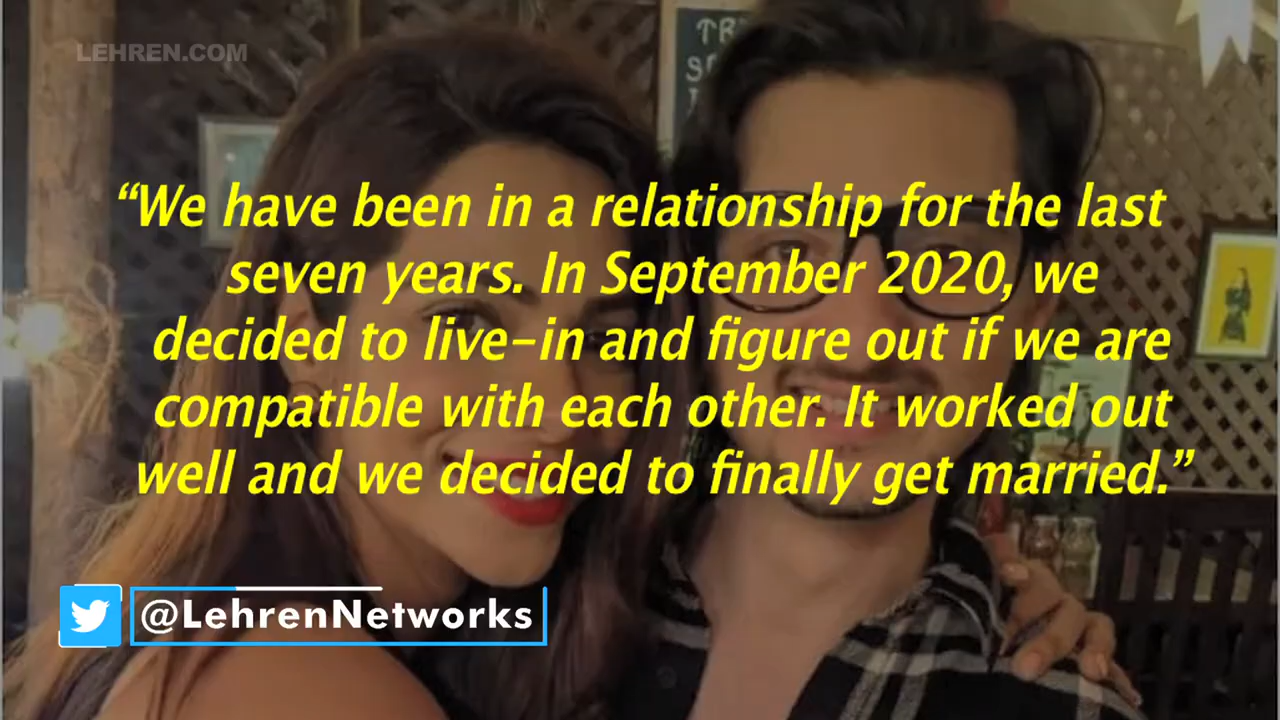 LEHREN.COM
“We have been in a relationship for the last
seven years. In September 2020, we
decided to live-in and figure out if we are
compatible with each other. It worked out
well and we decided to finally get married.”
@LehrenNetworks